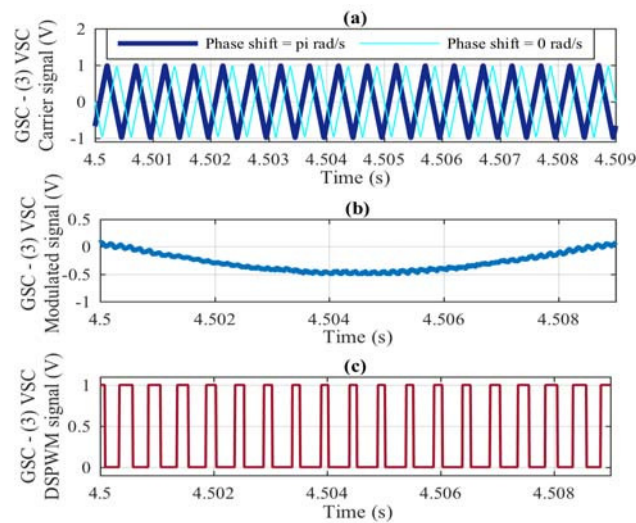 (a)
GSC - (3) VSC
Carrier signal (V)
2
1
0
-1
Phase shift = pi rad/s
Phase shift = 0 rad/s
4.5 4.501 4.502 4.503 4.504 4.505 4.506 4.507 4.508 4.509
Time (s)
(b)
GSC - (3) VSC
Modulated signal (V)
0.5
0
-0.5
-1
4.5 4.502 4.504 4.506 4.508
Time (s)
(c)
GSC - (3) VSC
DSPWM signal (V)
1
0.5
0
4.5 4.502 4.504 4.506 4.508
Time (s)